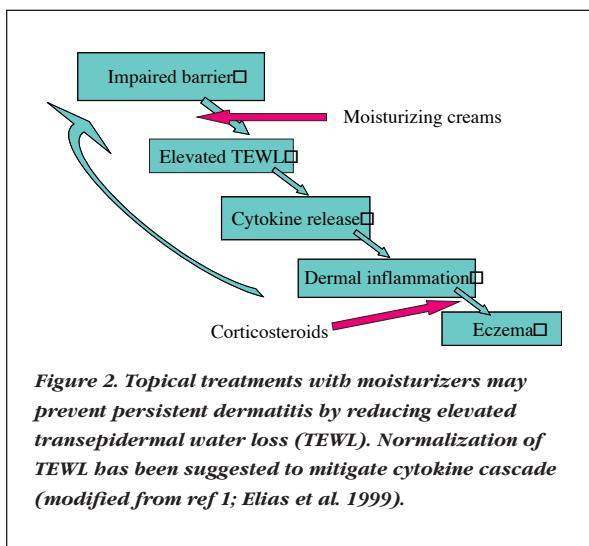 Impaired barrier
Moisturizing creams
Elevated TEWL
Cytokine release
Dermal inflammation
Corticosteroids
Eczema
Figure 2. Topical treatments with moisturizers may
prevent persistent dermatitis by reducing elevated
transepidermal water loss (TEWL). Normalization of
TEWL has been suggested to mitigate cytokine cascade
(modified from ref 1; Elias et al. 1999).